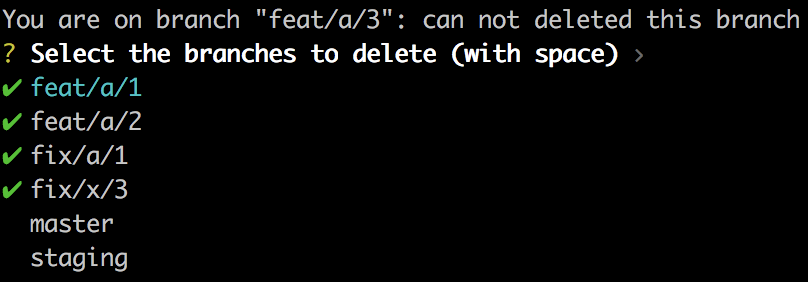 You are on branch "feat/a/3": can not deleted this branch
? Select the branches to delete (with space) ›
✔ feat/a/1
✔ feat/a/2
✔ fix/a/1
✔ fix/x/3
master
staging